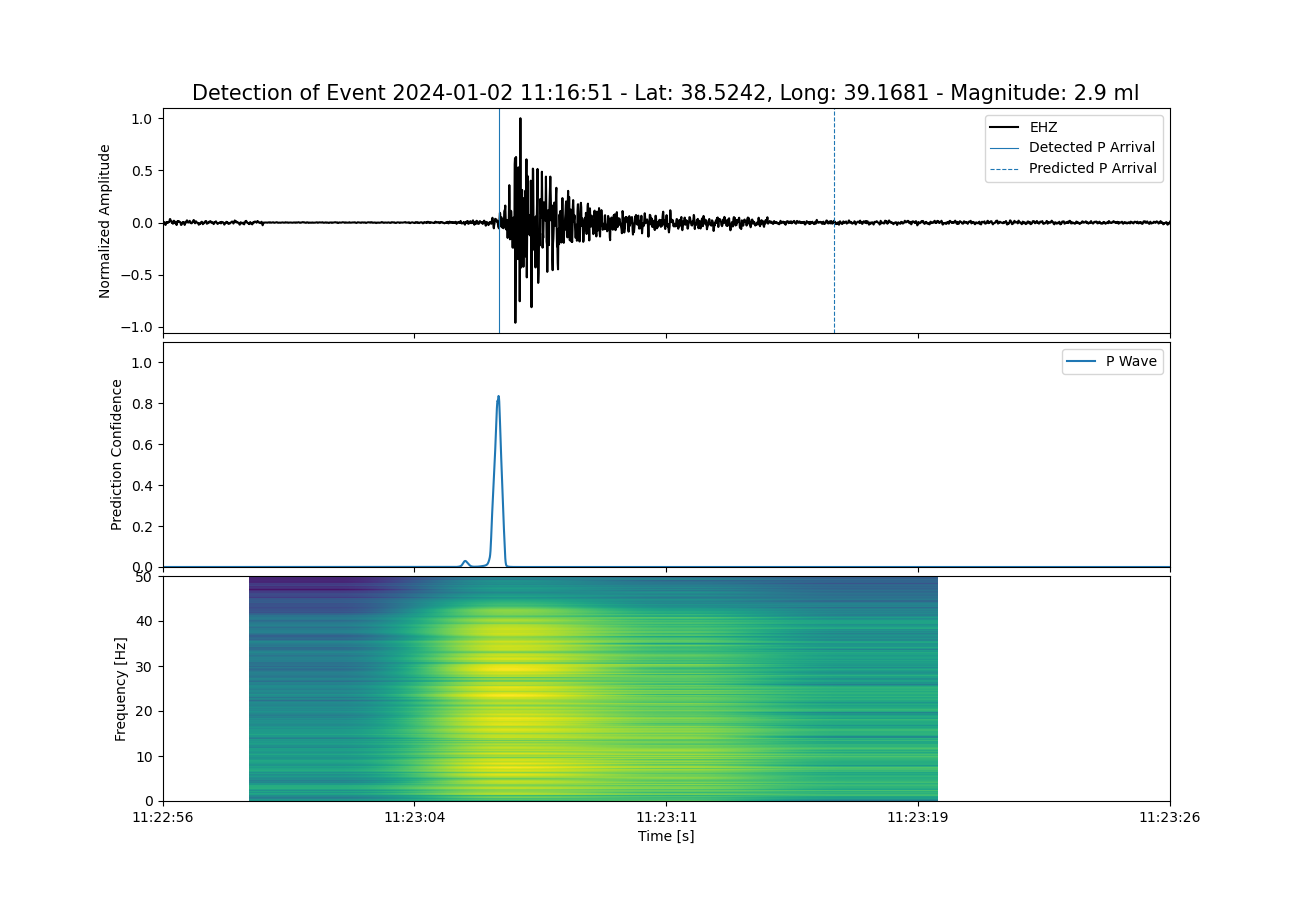 Detection of Event 2024-01-02 11:16:51 - Lat: 38.5242, Long: 39.1681 - Magnitude: 2.9 ml
Normalized Amplitude
1.0
0.5
0.0
−0.5
−1.0
EHZ
Detected P Arrival
Predicted P Arrival
Prediction Confidence
1.0
0.8
0.6
0.4
0.2
0.0
P Wave
Frequency [Hz]
50
40
30
20
10
0
11:22:56 11:23:04 11:23:11 11:23:19 11:23:26
Time [s]